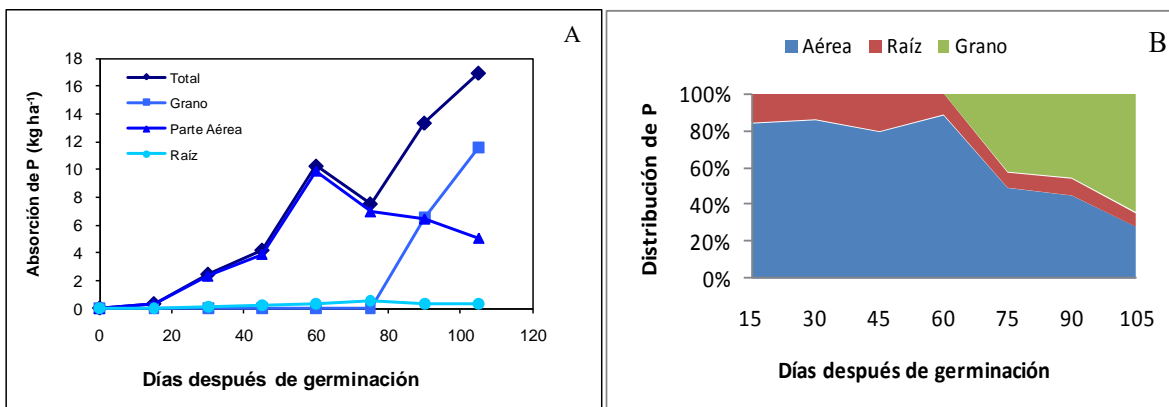 A
18
16
14
12
10
8
6
4
2
0
Absorción de P (kg ha⁻¹)
Total
Grano
Parte Aérea
Raíz
0 20 40 60 80 100 120
Días después de germinación
B
Aérea Raíz Grano
100%
80%
60%
40%
20%
0%
Distribución de P
15 30 45 60 75 90 105
Días después de germinación